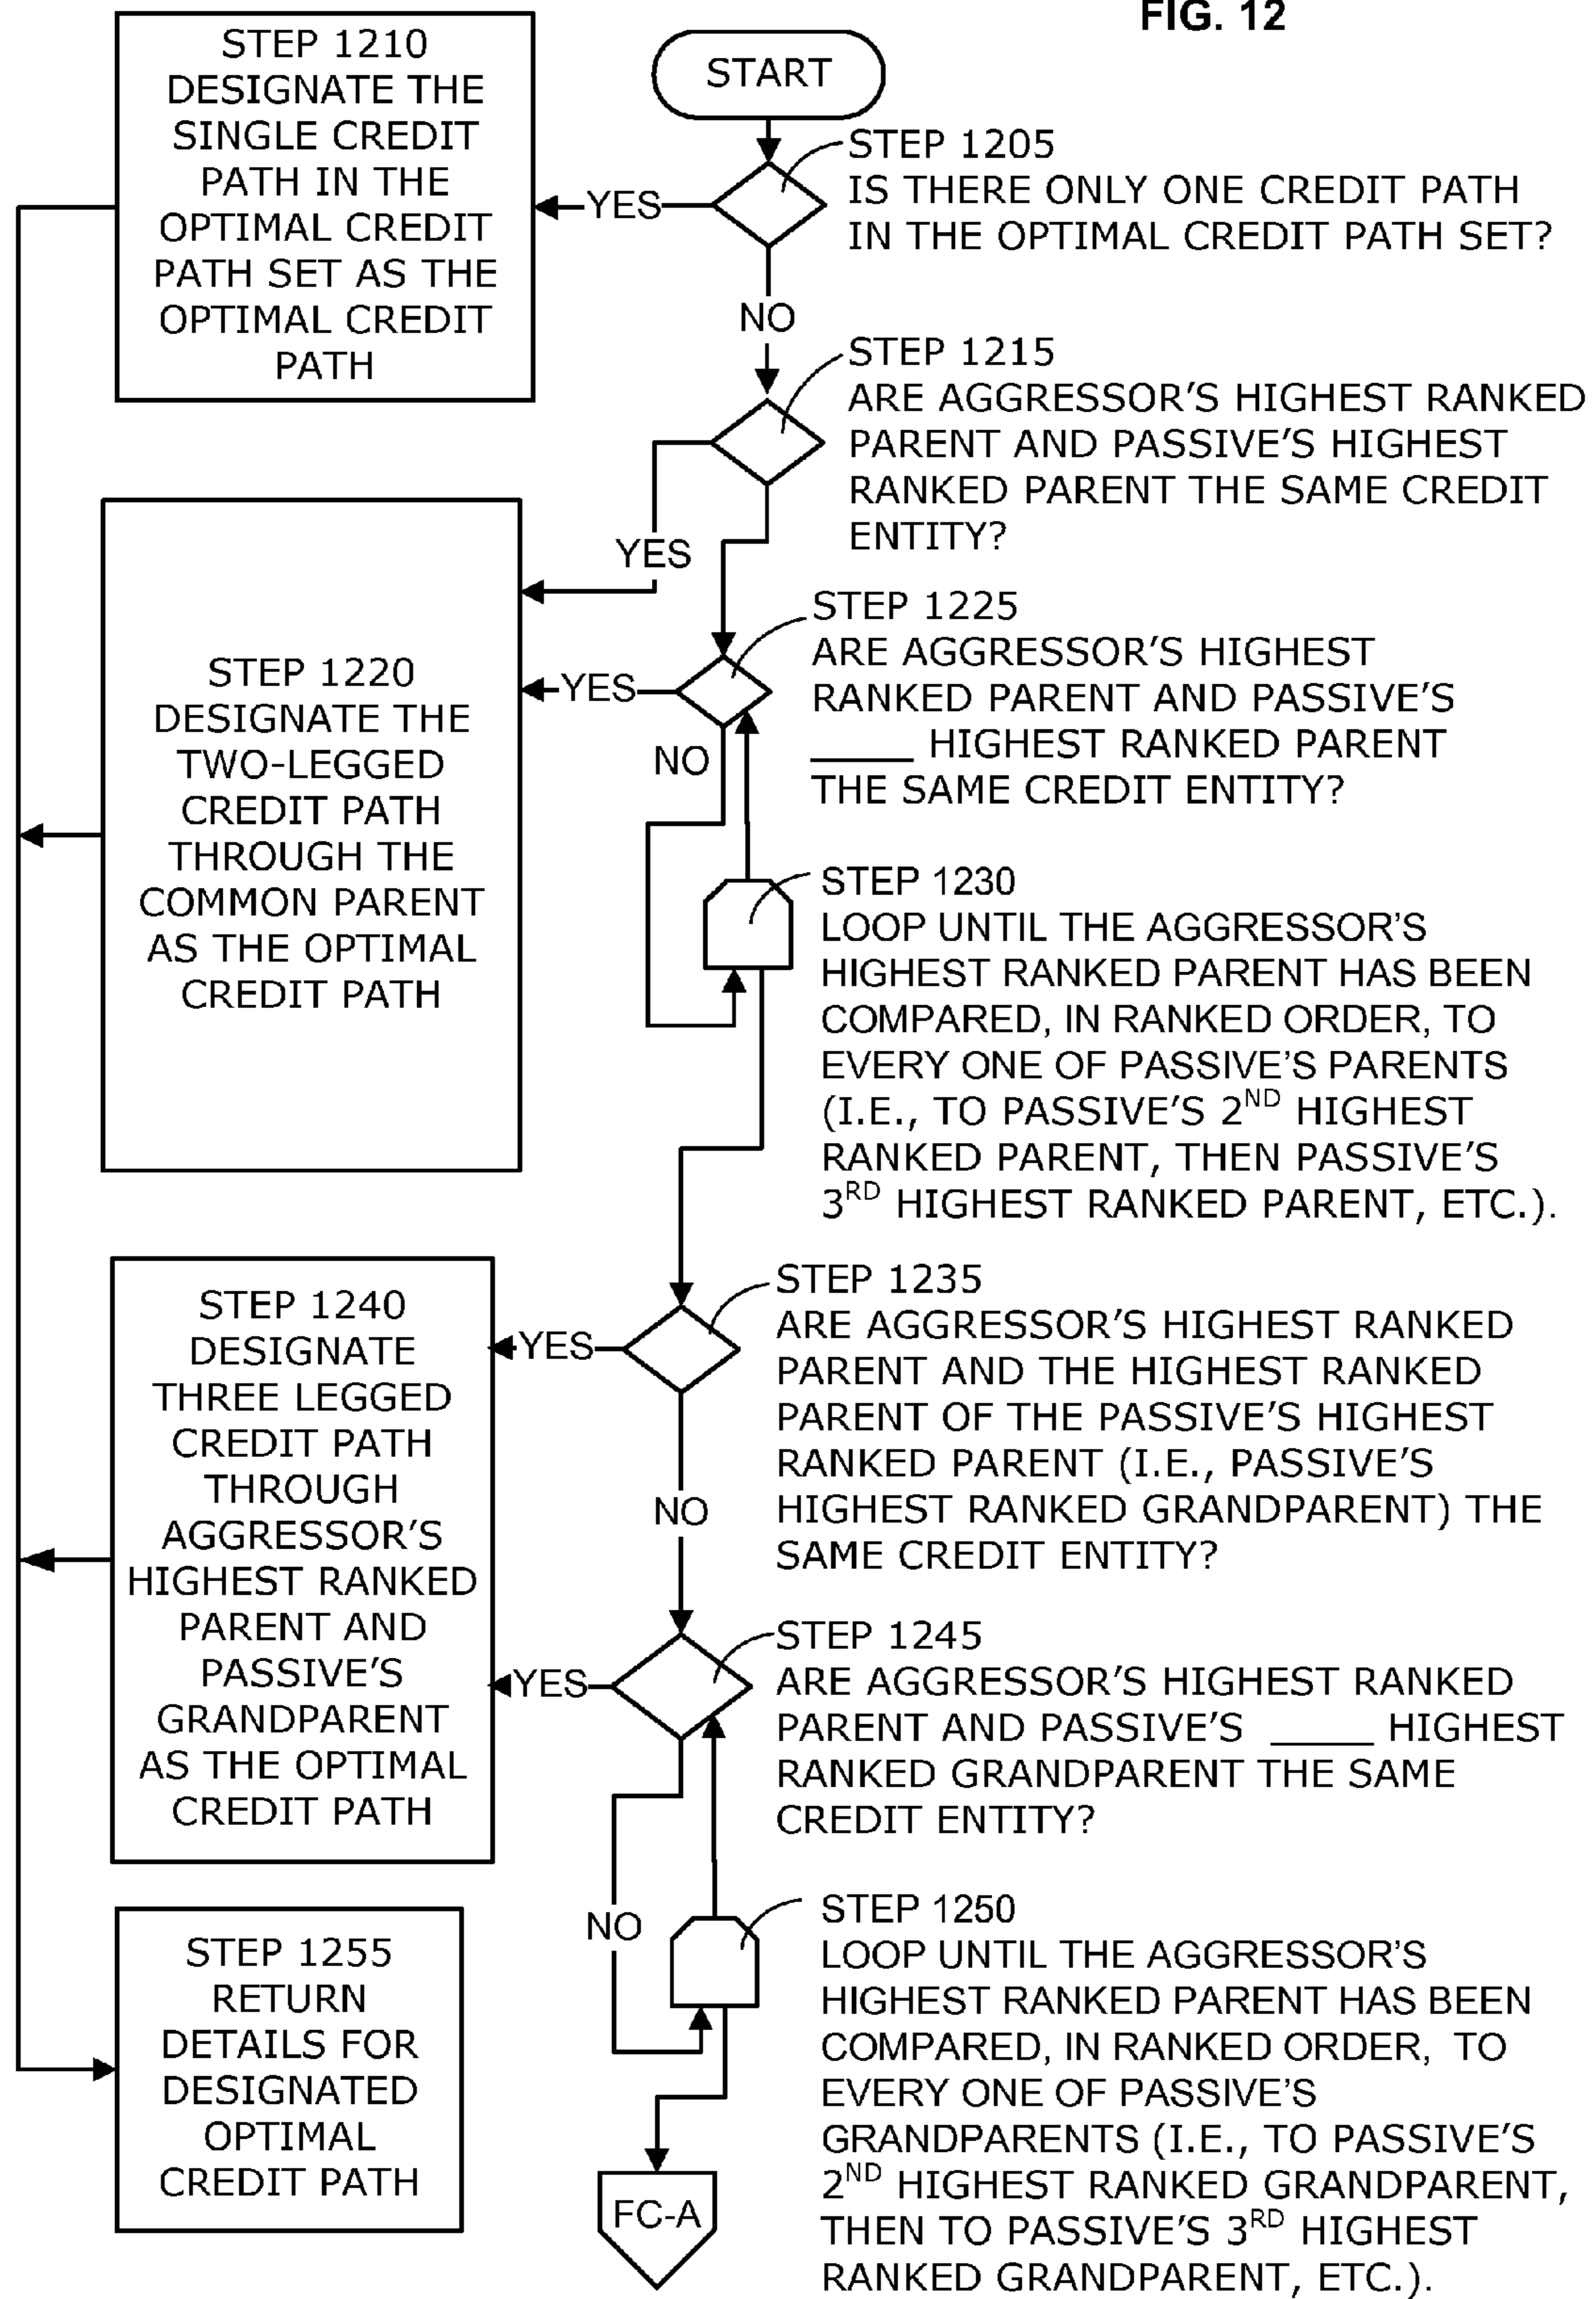 FIG. 12
START
STEP 1205
IS THERE ONLY ONE CREDIT PATH
IN THE OPTIMAL CREDIT PATH SET?
YES
STEP 1210
DESIGNATE THE
SINGLE CREDIT
PATH IN THE
OPTIMAL CREDIT
PATH SET AS THE
OPTIMAL CREDIT
PATH
NO
STEP 1215
ARE AGGRESSOR'S HIGHEST RANKED
PARENT AND PASSIVE'S HIGHEST
RANKED PARENT THE SAME CREDIT
ENTITY?
YES
STEP 1220
DESIGNATE THE
TWO-LEGGED
CREDIT PATH
THROUGH THE
COMMON PARENT
AS THE OPTIMAL
CREDIT PATH
STEP 1225
ARE AGGRESSOR'S HIGHEST
RANKED PARENT AND PASSIVE'S
_____ HIGHEST RANKED PARENT
THE SAME CREDIT ENTITY?
YES
NO
STEP 1230
LOOP UNTIL THE AGGRESSOR'S
HIGHEST RANKED PARENT HAS BEEN
COMPARED, IN RANKED ORDER, TO
EVERY ONE OF PASSIVE'S PARENTS
(I.E., TO PASSIVE'S 2ND HIGHEST
RANKED PARENT, THEN PASSIVE'S
3RD HIGHEST RANKED PARENT, ETC.).
STEP 1235
ARE AGGRESSOR'S HIGHEST RANKED
PARENT AND THE HIGHEST RANKED
PARENT OF THE PASSIVE'S HIGHEST
RANKED PARENT (I.E., PASSIVE'S
HIGHEST RANKED GRANDPARENT) THE
SAME CREDIT ENTITY?
YES
STEP 1240
DESIGNATE
THREE LEGGED
CREDIT PATH
THROUGH
AGGRESSOR'S
HIGHEST RANKED
PARENT AND
PASSIVE'S
GRANDPARENT
AS THE OPTIMAL
CREDIT PATH
NO
STEP 1245
ARE AGGRESSOR'S HIGHEST RANKED
PARENT AND PASSIVE'S _____ HIGHEST
RANKED GRANDPARENT THE SAME
CREDIT ENTITY?
YES
NO
STEP 1250
LOOP UNTIL THE AGGRESSOR'S
HIGHEST RANKED PARENT HAS BEEN
COMPARED, IN RANKED ORDER, TO
EVERY ONE OF PASSIVE'S
GRANDPARENTS (I.E., TO PASSIVE'S
2ND HIGHEST RANKED GRANDPARENT,
THEN TO PASSIVE'S 3RD HIGHEST
RANKED GRANDPARENT, ETC.).
STEP 1255
RETURN
DETAILS FOR
DESIGNATED
OPTIMAL
CREDIT PATH
FC-A